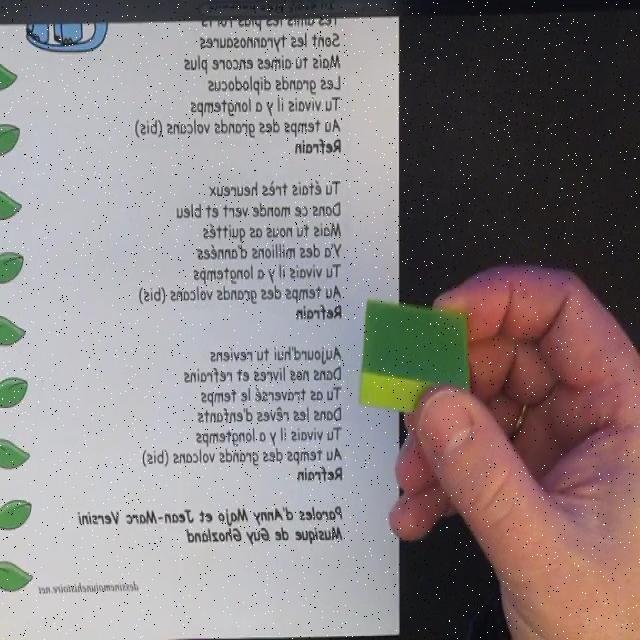 Tes amis les plus forts
Sont les tyrannosaures
Mais tu aimes encore plus
Les grands diplodocus
Tu vivais il y a longtemps
Au temps des grands volcans (bis)
Refrain
Tu étais très heureux
Dans ce monde vert et bleu
Mais tu nous as quittés
Y'a des millions d'années
Tu vivais il y a longtemps
Au temps des grands volcans (bis)
Refrain
Aujourd'hui tu reviens
Dans nos livres et refrains
Tu as traversé le temps
Dans les rêves d'enfants
Tu vivais il y a longtemps
Au temps des grands volcans (bis)
Refrain
Paroles d'Anny Majo et Jean-Marc Versini
Musique de Guy Ghozland
dessinemoiunehistoire.net